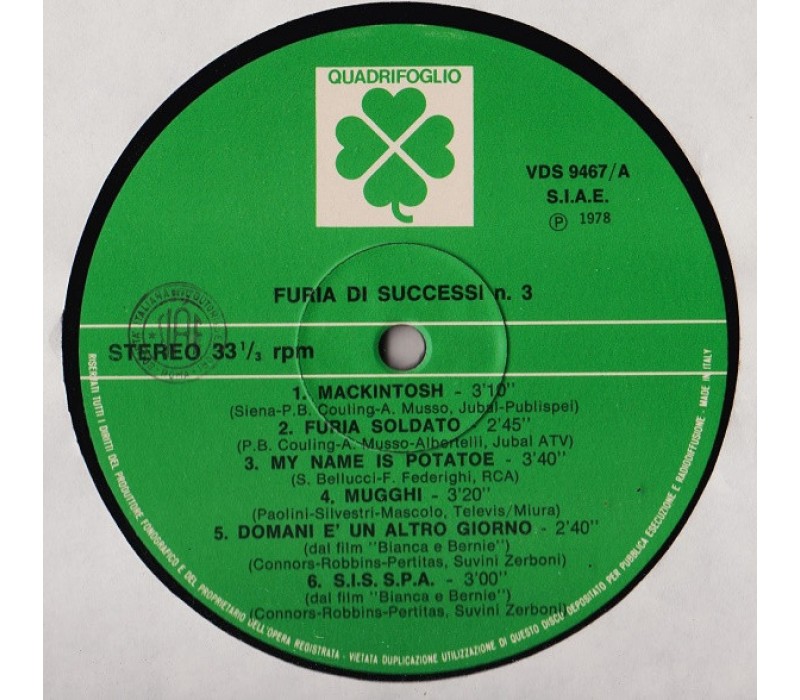 QUADRIFOGLIO
VDS 9467/A
S.I.A.E.
Ⓟ 1978
FURIA DI SUCCESSI n. 3
STEREO 33 1/3 rpm
1. MACKINTOSH - 3'10"
(Siena-P.B. Couling-A. Musso, Jubal-Publispei)
2. FURIA SOLDATO - 2'45"
(P.B. Couling-A. Musso-Albertelli, Jubal ATV)
3. MY NAME IS POTATOE - 3'40"
(S. Bellucci-F. Federighi, RCA)
4. MUGGHI - 3'20"
(Paolini-Silvestri-Mascolo, Televis/Miura)
5. DOMANI E' UN ALTRO GIORNO - 2'40"
(dal film "Bianca e Bernie")
(Connors-Robbins-Pertitas, Suvini Zerboni)
6. S.I.S. S.P.A. - 3'00"
(dal film "Bianca e Bernie")
(Connors-Robbins-Pertitas, Suvini Zerboni)
RISERVATI TUTTI I DIRITTI DEL PRODUTTORE FONOGRAFICO E DEL PROPRIETARIO DELL'OPERA REGISTRATA - VIETATA DUPLICAZIONE UTILIZZAZIONE DI QUESTO DISCO DEPOSITATO PER PUBBLICA ESECUZIONE E RADIODIFFUSIONE - MADE IN ITALY